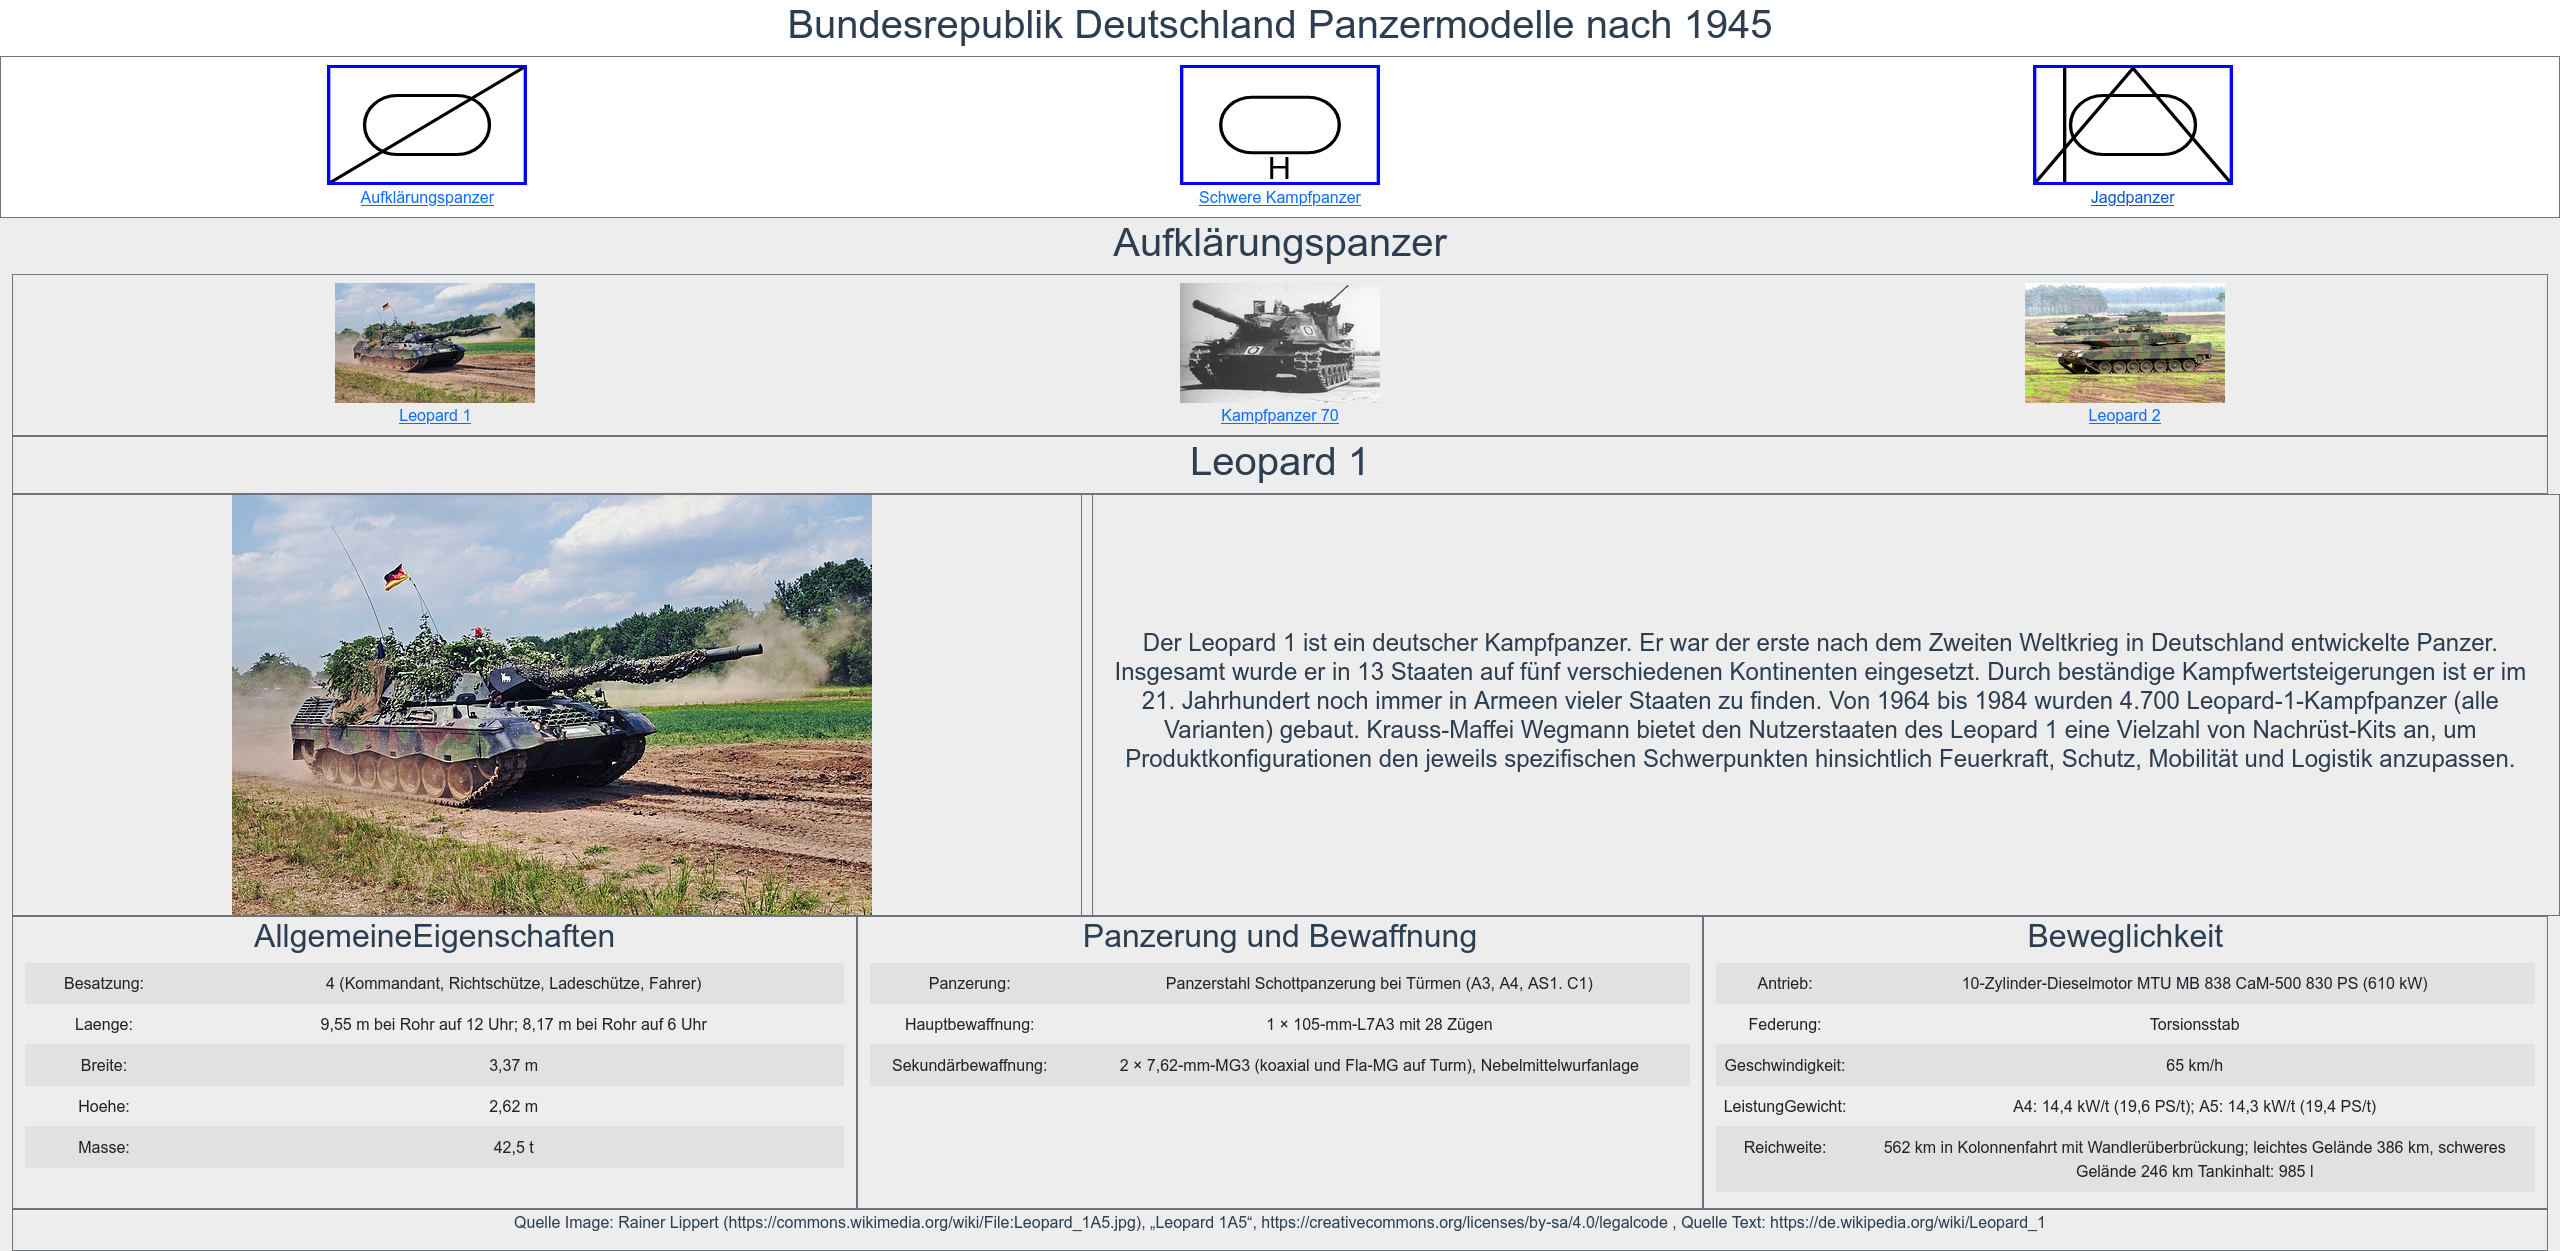 Bundesrepublik Deutschland Panzermodelle nach 1945
H
Aufklärungspanzer
Schwere Kampfpanzer
Jagdpanzer
Aufklärungspanzer
Leopard 1
Kampfpanzer 70
Leopard 2
Leopard 1
Der Leopard 1 ist ein deutscher Kampfpanzer. Er war der erste nach dem Zweiten Weltkrieg in Deutschland entwickelte Panzer.
Insgesamt wurde er in 13 Staaten auf fünf verschiedenen Kontinenten eingesetzt. Durch beständige Kampfwertsteigerungen ist er im
21. Jahrhundert noch immer in Armeen vieler Staaten zu finden. Von 1964 bis 1984 wurden 4.700 Leopard-1-Kampfpanzer (alle
Varianten) gebaut. Krauss-Maffei Wegmann bietet den Nutzerstaaten des Leopard 1 eine Vielzahl von Nachrüst-Kits an, um
Produktkonfigurationen den jeweils spezifischen Schwerpunkten hinsichtlich Feuerkraft, Schutz, Mobilität und Logistik anzupassen.
AllgemeineEigenschaften
Besatzung: 4 (Kommandant, Richtschütze, Ladeschütze, Fahrer)
Laenge: 9,55 m bei Rohr auf 12 Uhr; 8,17 m bei Rohr auf 6 Uhr
Breite: 3,37 m
Hoehe: 2,62 m
Masse: 42,5 t
Panzerung und Bewaffnung
Panzerung: Panzerstahl Schottpanzerung bei Türmen (A3, A4, AS1. C1)
Hauptbewaffnung: 1 × 105-mm-L7A3 mit 28 Zügen
Sekundärbewaffnung: 2 × 7,62-mm-MG3 (koaxial und Fla-MG auf Turm), Nebelmittelwurfanlage
Beweglichkeit
Antrieb: 10-Zylinder-Dieselmotor MTU MB 838 CaM-500 830 PS (610 kW)
Federung: Torsionsstab
Geschwindigkeit: 65 km/h
LeistungGewicht: A4: 14,4 kW/t (19,6 PS/t); A5: 14,3 kW/t (19,4 PS/t)
Reichweite: 562 km in Kolonnenfahrt mit Wandlerüberbrückung; leichtes Gelände 386 km, schweres
Gelände 246 km Tankinhalt: 985 l
Quelle Image: Rainer Lippert (https://commons.wikimedia.org/wiki/File:Leopard_1A5.jpg), „Leopard 1A5“, https://creativecommons.org/licenses/by-sa/4.0/legalcode , Quelle Text: https://de.wikipedia.org/wiki/Leopard_1